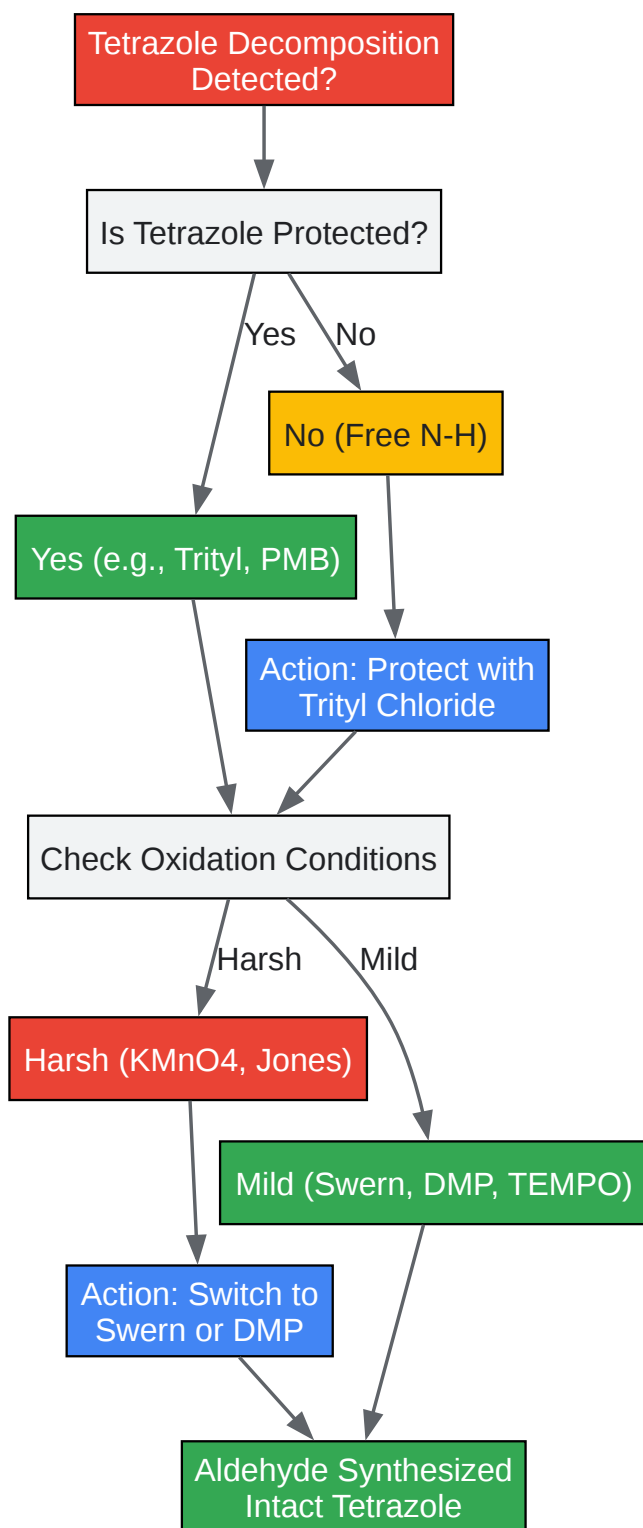 Tetrazole Decomposition
Detected?
Is Tetrazole Protected?
Yes
No
No (Free N-H)
Yes (e.g., Trityl, PMB)
Action: Protect with
Trityl Chloride
Check Oxidation Conditions
Harsh
Mild
Harsh (KMnO4, Jones)
Mild (Swern, DMP, TEMPO)
Action: Switch to
Swern or DMP
Aldehyde Synthesized
Intact Tetrazole